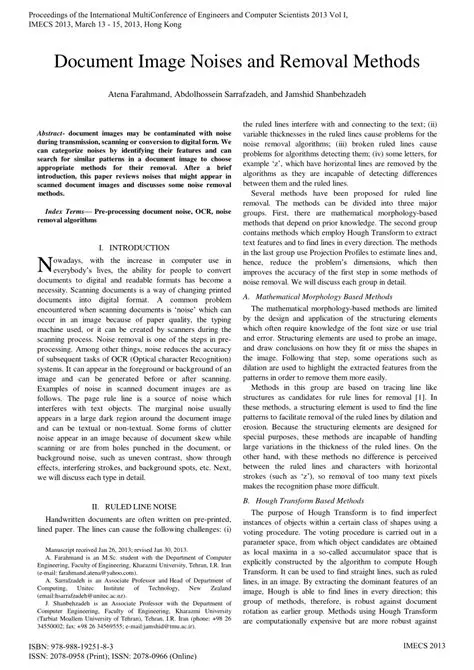 Proceedings of the International MultiConference of Engineers and Computer Scientists 2013 Vol I,
IMECS 2013, March 13 - 15, 2013, Hong Kong
Document Image Noises and Removal Methods
Atena Farahmand, Abdolhossein Sarrafzadeh, and Jamshid Shanbehzadeh
Abstract- document images may be contaminated with noise
during transmission, scanning or conversion to digital form. We
can categorize noises by identifying their features and can
search for similar patterns in a document image to choose
appropriate methods for their removal. After a brief
introduction, this paper reviews noises that might appear in
scanned document images and discusses some noise removal
methods.
Index Terms— Pre-processing document noise, OCR, noise
removal algorithms
I. INTRODUCTION
Nowadays, with the increase in computer use in
everybody's lives, the ability for people to convert
documents to digital and readable formats has become a
necessity. Scanning documents is a way of changing printed
documents into digital format. A common problem
encountered when scanning documents is 'noise' which can
occur in an image because of paper quality, the typing
machine used, or it can be created by scanners during the
scanning process. Noise removal is one of the steps in pre-
processing. Among other things, noise reduces the accuracy
of subsequent tasks of OCR (Optical character Recognition)
systems. It can appear in the foreground or background of an
image and can be generated before or after scanning.
Examples of noise in scanned document images are as
follows. The page rule line is a source of noise which
interferes with text objects. The marginal noise usually
appears in a large dark region around the document image
and can be textual or non-textual. Some forms of clutter
noise appear in an image because of document skew while
scanning or are from holes punched in the document, or
background noise, such as uneven contrast, show through
effects, interfering strokes, and background spots, etc. Next,
we will discuss each type in detail.
II. RULED LINE NOISE
Handwritten documents are often written on pre-printed,
lined paper. The lines can cause the following challenges: (i)
Manuscript received Jan 26, 2013; revised Jan 30, 2013.
A. Farahmand is an M.Sc. student with the Department of Computer
Engineering, Faculty of Engineering, Kharazmi University, Tehran, I.R. Iran
(e-mail: farahmand.atena@yahoo.com).
A. Sarrafzadeh is an Associate Professor and Head of Department of
Computing, Unitec Institute of Technology, New Zealand
(email:hsarrafzadeh@unitec.ac.nz).
J. Shanbehzadeh is an Associate Professor with the Department of
Computer Engineering, Faculty of Engineering, Kharazmi University
(Tarbiat Moallem University of Tehran), Tehran, I.R. Iran (phone: +98 26
34550002; fax: +98 26 34569555; e-mail:jamshid@tmu.ac.ir).
the ruled lines interfere with and connecting to the text; (ii)
variable thicknesses in the ruled lines cause problems for the
noise removal algorithms; (iii) broken ruled lines cause
problems for algorithms detecting them; (iv) some letters, for
example 'z', which have horizontal lines are removed by the
algorithms as they are incapable of detecting differences
between them and the ruled lines.
Several methods have been proposed for ruled line
removal. The methods can be divided into three major
groups. First, there are mathematical morphology-based
methods that depend on prior knowledge. The second group
contains methods which employ Hough Transform to extract
text features and to find lines in every direction. The methods
in the last group use Projection Profiles to estimate lines and,
hence, reduce the problem's dimensions, which then
improves the accuracy of the first step in some methods of
noise removal. We will discuss each group in detail.
A. Mathematical Morphology Based Methods
The mathematical morphology-based methods are limited
by the design and application of the structuring elements
which often require knowledge of the font size or use trial
and error. Structuring elements are used to probe an image,
and draw conclusions on how they fit or miss the shapes in
the image. Following that step, some operations such as
dilation are used to highlight the extracted features from the
patterns in order to remove them more easily.
Methods in this group are based on tracing line like
structures as candidates for rule lines for removal [1]. In
these methods, a structuring element is used to find the line
patterns to facilitate removal of the ruled lines by dilation and
erosion. Because the structuring elements are designed for
special purposes, these methods are incapable of handling
large variations in the thickness of the ruled lines. On the
other hand, with these methods no difference is perceived
between the ruled lines and characters with horizontal
strokes (such as 'z'), so removal of too many text pixels
makes the recognition phase more difficult.
B. Hough Transform Based Methods
The purpose of Hough Transform is to find imperfect
instances of objects within a certain class of shapes using a
voting procedure. The voting procedure is carried out in a
parameter space, from which object candidates are obtained
as local maxima in a so-called accumulator space that is
explicitly constructed by the algorithm to compute Hough
Transform. It can be used to find straight lines, such as ruled
lines, in an image. By extracting the dominant features of an
image, Hough is able to find lines in every direction; this
group of methods, therefore, is robust against document
rotation as earlier group. Methods using Hough Transform
are computationally expensive but are more robust against
ISBN: 978-988-19251-8-3
ISSN: 2078-0958 (Print); ISSN: 2078-0966 (Online)
IMECS 2013